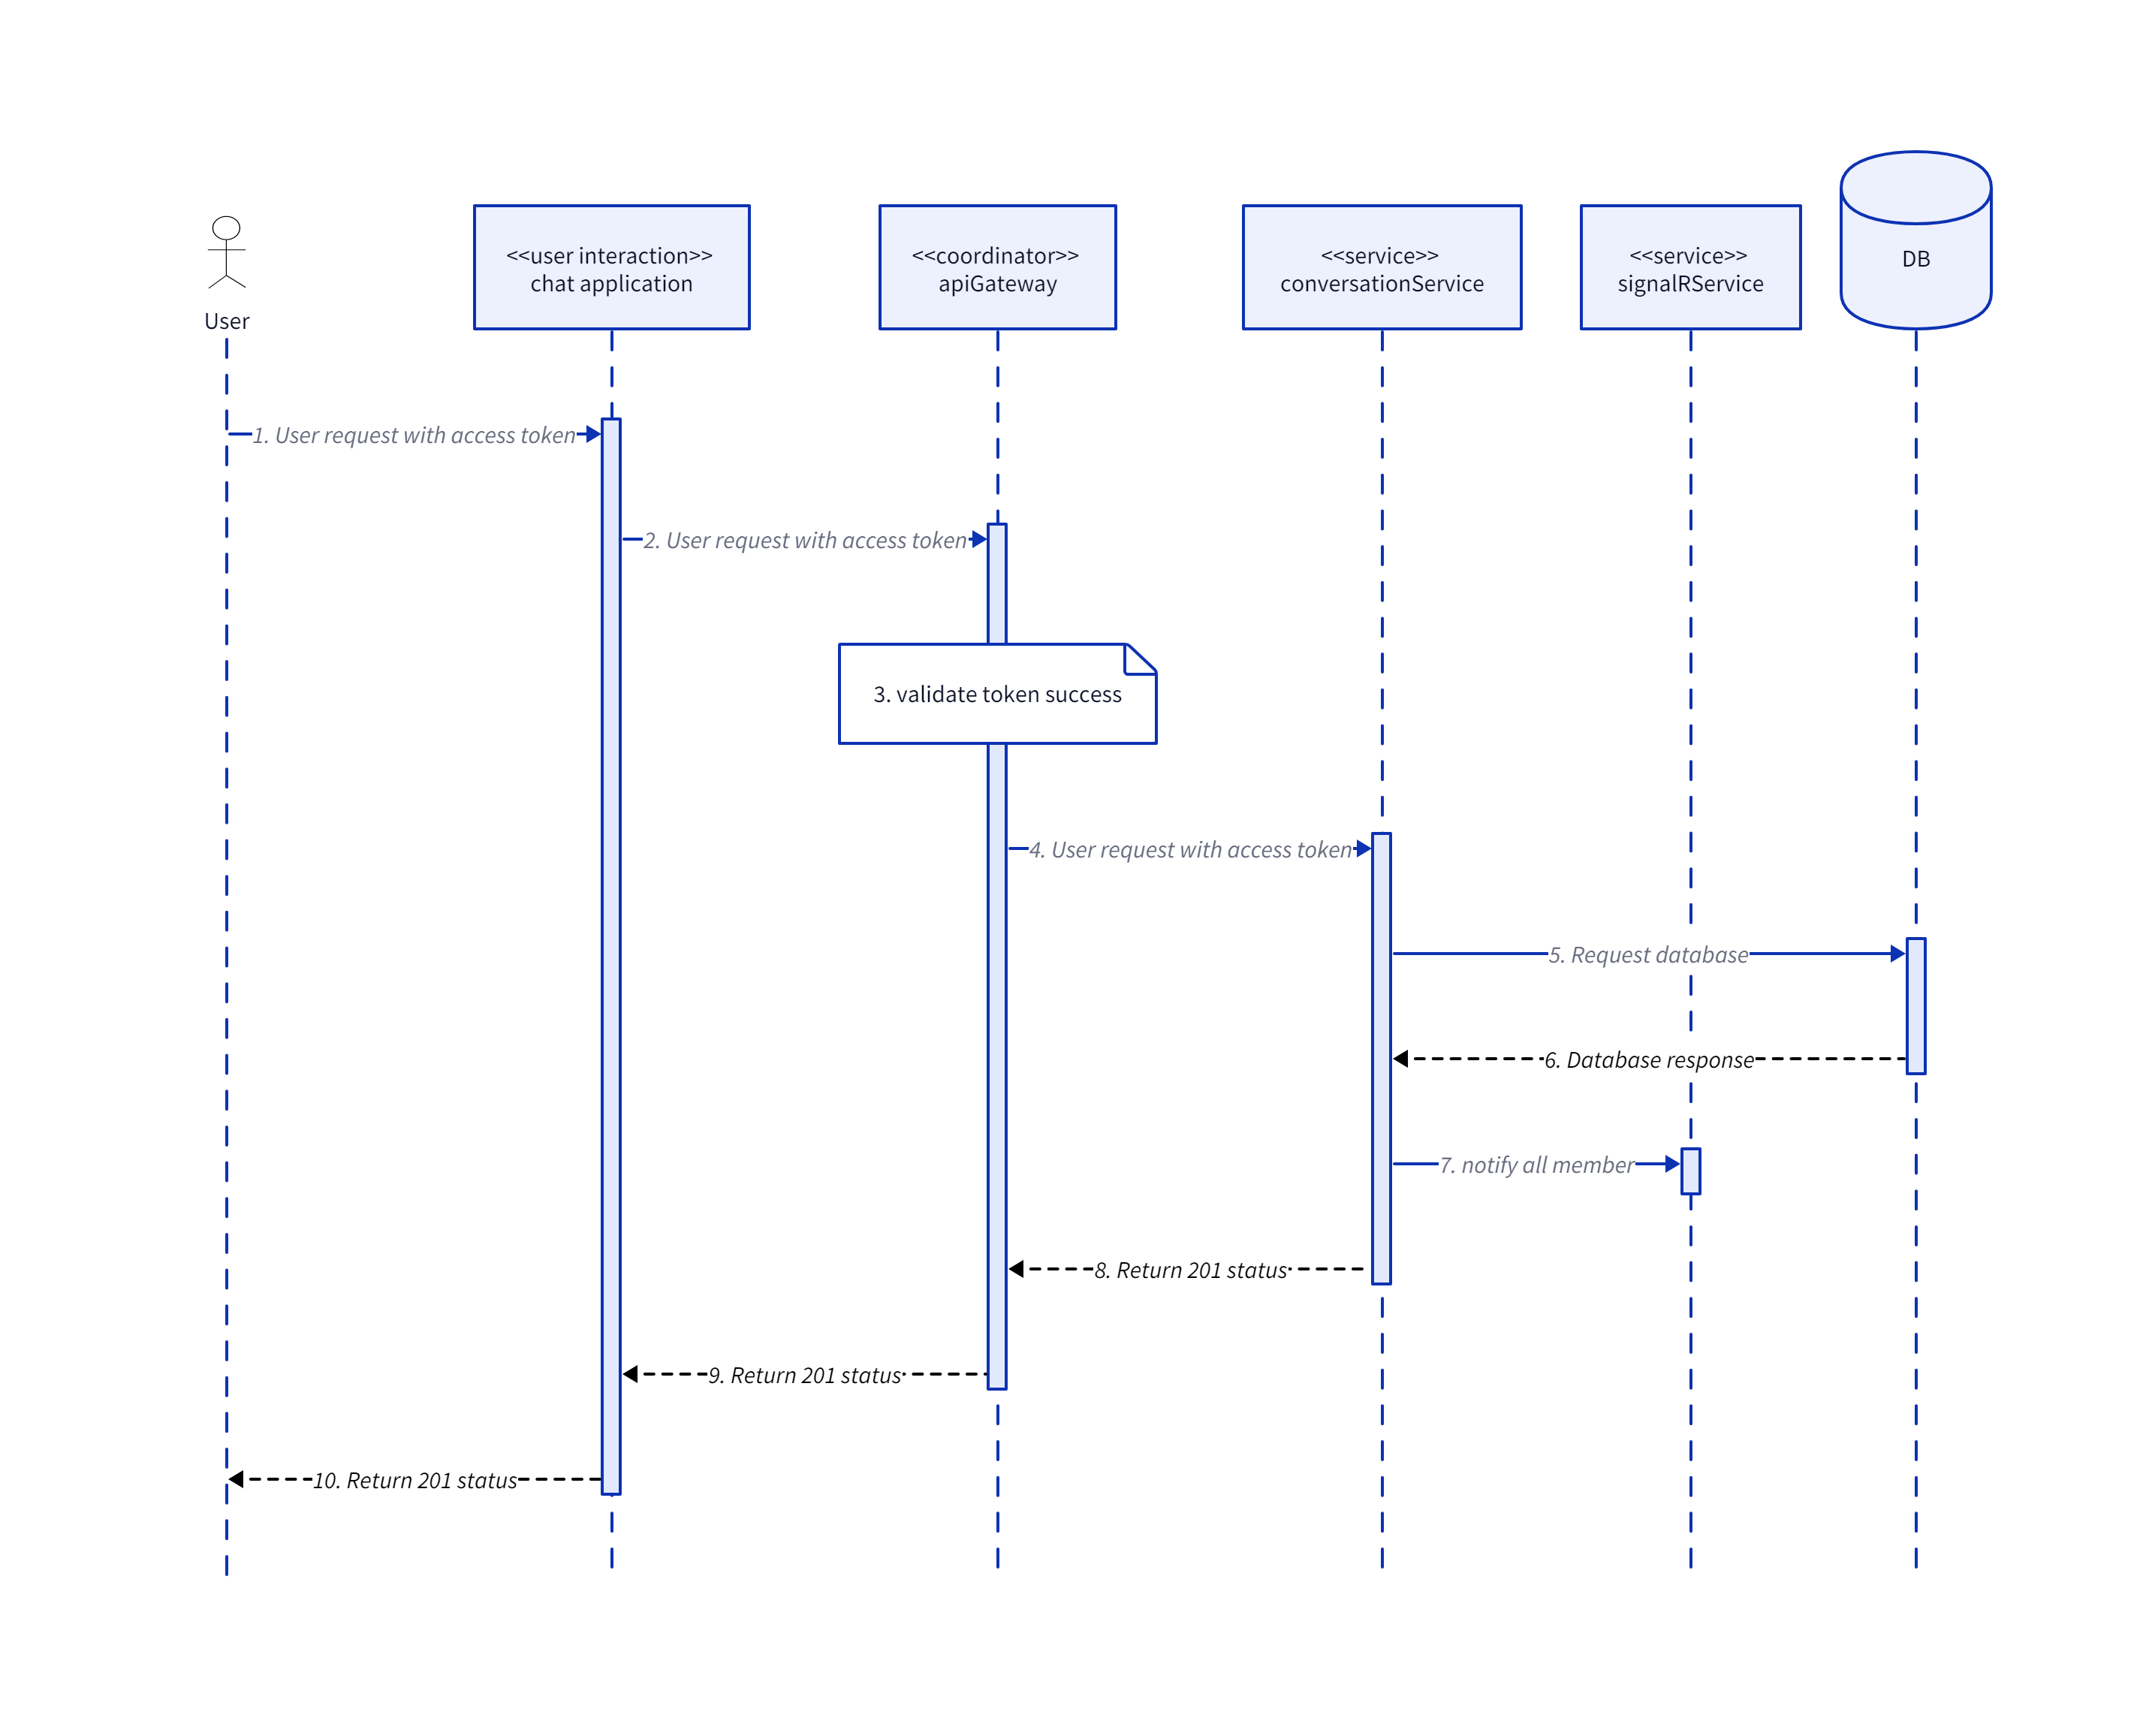 User
<<user interaction>>
chat application
<<coordinator>>
apiGateway
<<service>>
conversationService
<<service>>
signalRService
DB
1. User request with access token
2. User request with access token
3. validate token success
4. User request with access token
5. Request database
6. Database response
7. notify all member
8. Return 201 status
9. Return 201 status
10. Return 201 status